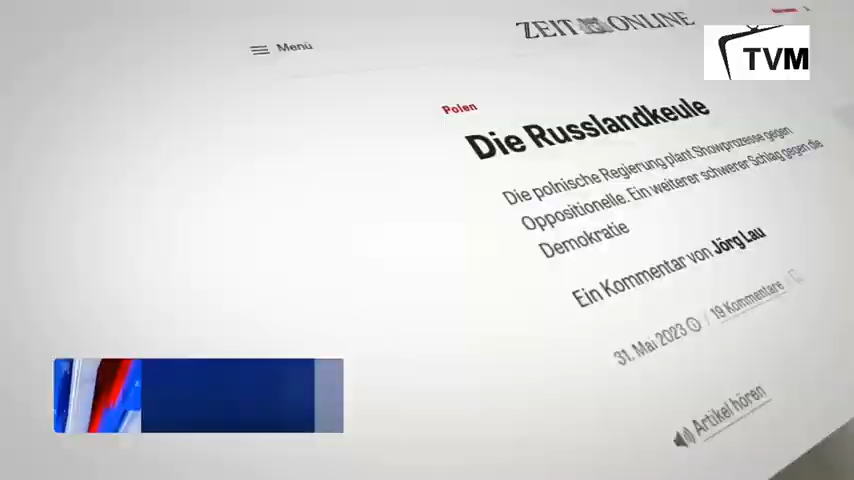 ZEIT ONLINE
Menü
TVM
Polen
Die Russlandkeule
Die polnische Regierung plant Showprozesse gegen
Oppositionelle. Ein weiterer schwerer Schlag gegen die
Demokratie
Ein Kommentar von Jörg Lau
31. Mai 2023 / 19 Kommentare
Artikel hören